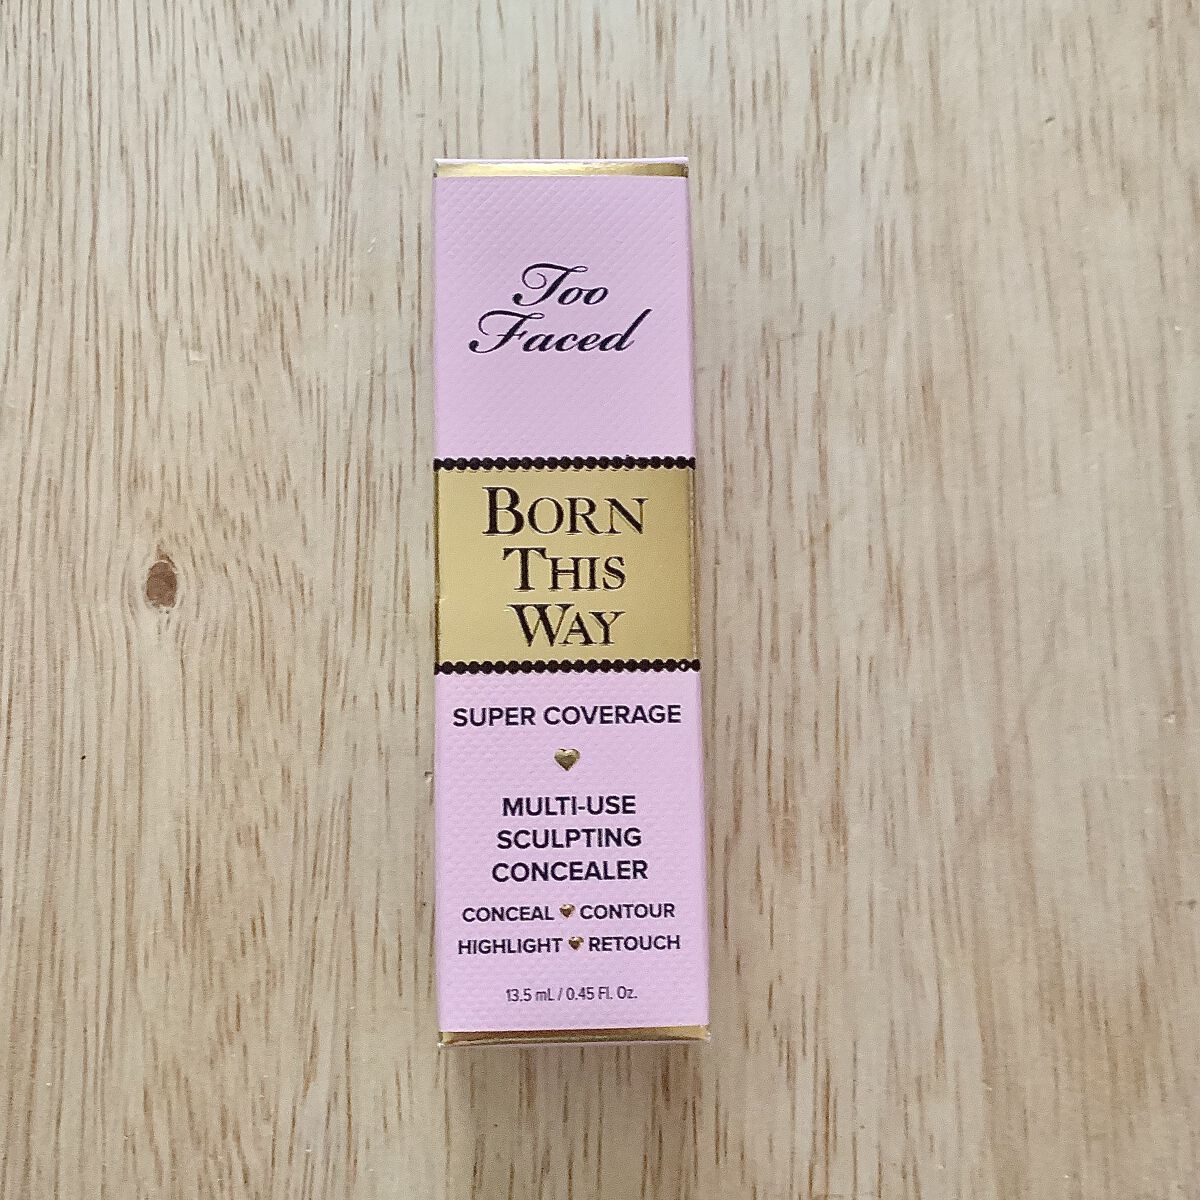 Too
Faced
BORN
THIS
WAY
SUPER COVERAGE
MULTI-USE
SCULPTING
CONCEALER
CONCEAL CONTOUR
HIGHLIGHT RETOUCH
13.5 mL / 0.45 Fl. Oz.